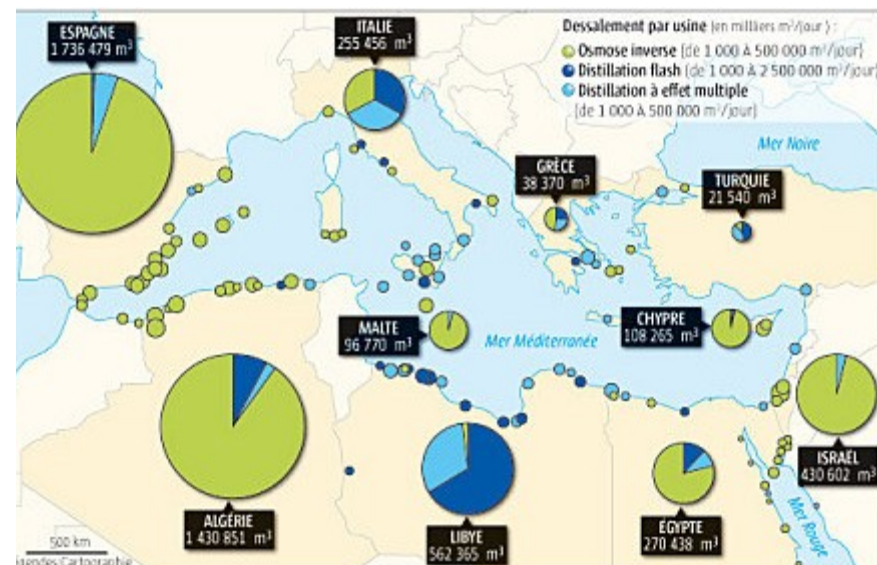 ESPAGNE
1 736 479 m³
ITALIE
255 456 m³
Dessalement par usine (en milliers m³/jour) :
Osmose inverse (de 1 000 à 500 000 m³/jour)
Distillation flash (de 1 000 À 2 500 000 m³/jour)
Distillation à effet multiple
(de 1 000 À 500 000 m³/jour)
Mer Noire
GRÈCE
38 370 m³
TURQUIE
21 540 m³
MALTE
96 770 m³
Mer Méditerranée
CHYPRE
108 265 m³
ISRAËL
430 602 m³
ALGÉRIE
1 430 851 m³
LIBYE
562 365 m³
ÉGYPTE
270 438 m³
Mer Rouge
500 km
Cartographie